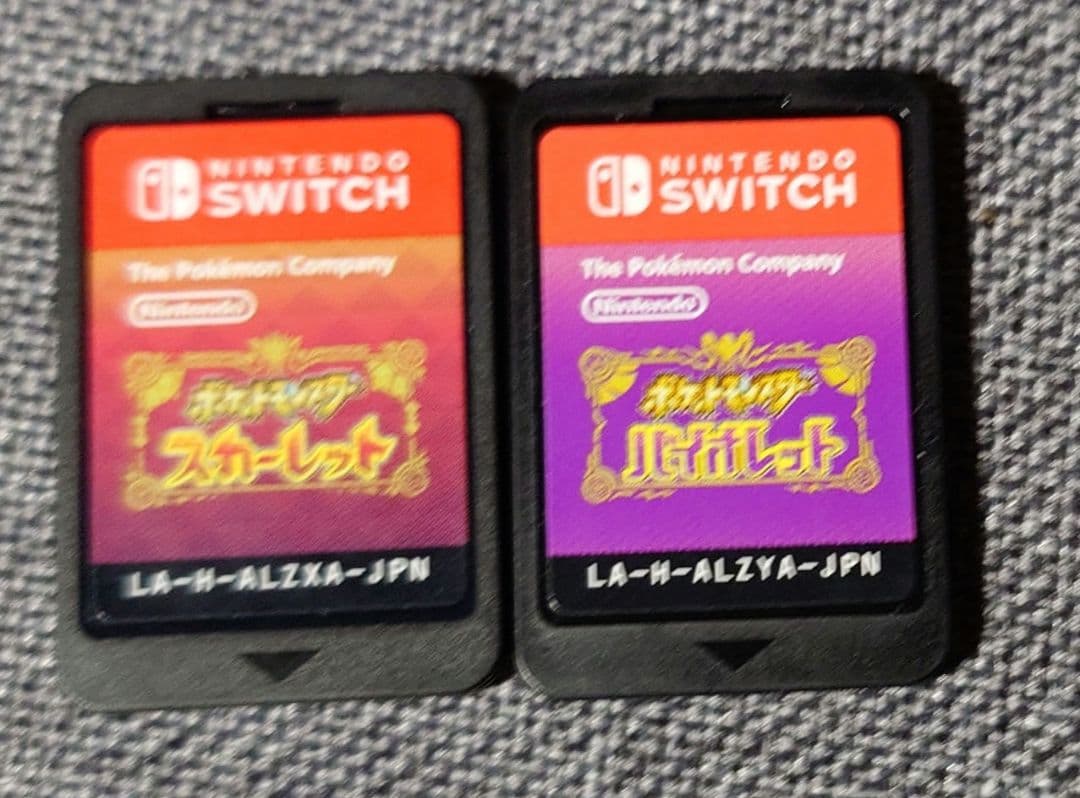 NINTENDO
SWITCH
The Pokémon Company
Nintendo
ポケットモンスター
スカーレット
LA-H-ALZXA-JPN
NINTENDO
SWITCH
The Pokémon Company
Nintendo
ポケットモンスター
バイオレット
LA-H-ALZYA-JPN